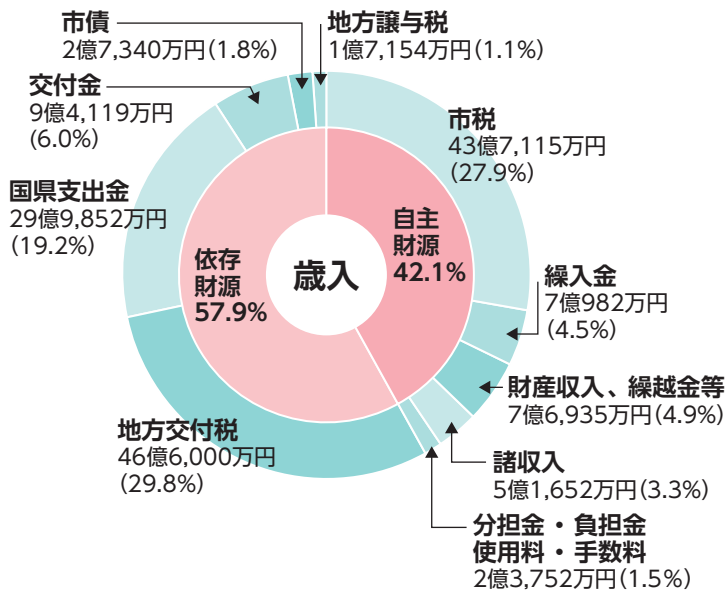 市債
2億7,340万円(1.8%)
地方譲与税
1億7,154万円(1.1%)
交付金
9億4,119万円
(6.0%)
市税
43億7,115万円
(27.9%)
国県支出金
29億9,852万円
(19.2%)
自主
財源
42.1%
依存
財源
57.9%
歳入
繰入金
7億982万円
(4.5%)
財産収入、繰越金等
7億6,935万円(4.9%)
地方交付税
46億6,000万円
(29.8%)
諸収入
5億1,652万円(3.3%)
分担金・負担金
使用料・手数料
2億3,752万円(1.5%)